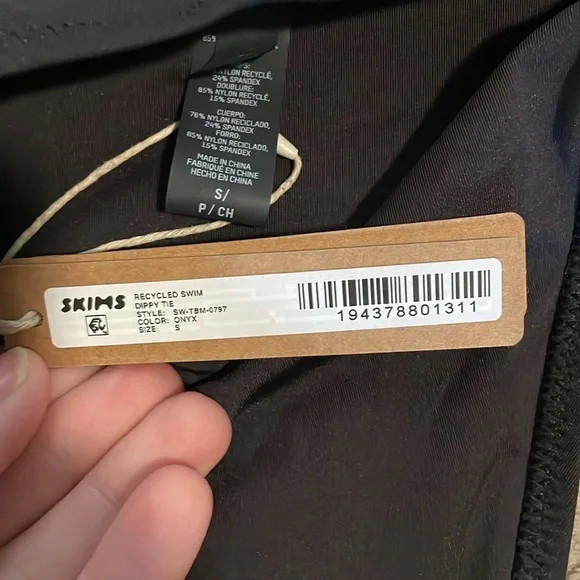 85%
NYLON RECYCLÉ,
24% SPANDEX
DOUBLURE:
85% NYLON RECYCLÉ,
15% SPANDEX
CUERPO:
76% NYLON RECICLADO,
24% SPANDEX
FORRO:
85% NYLON RECICLADO,
15% SPANDEX
MADE IN CHINA
FABRIQUÉ EN CHINE
HECHO EN CHINA
S/
P / CH
SKIMS
RECYCLED SWIM
DIPPY TIE
STYLE: SW-TBM-0797
COLOR: ONYX
SIZE: S
194378801311